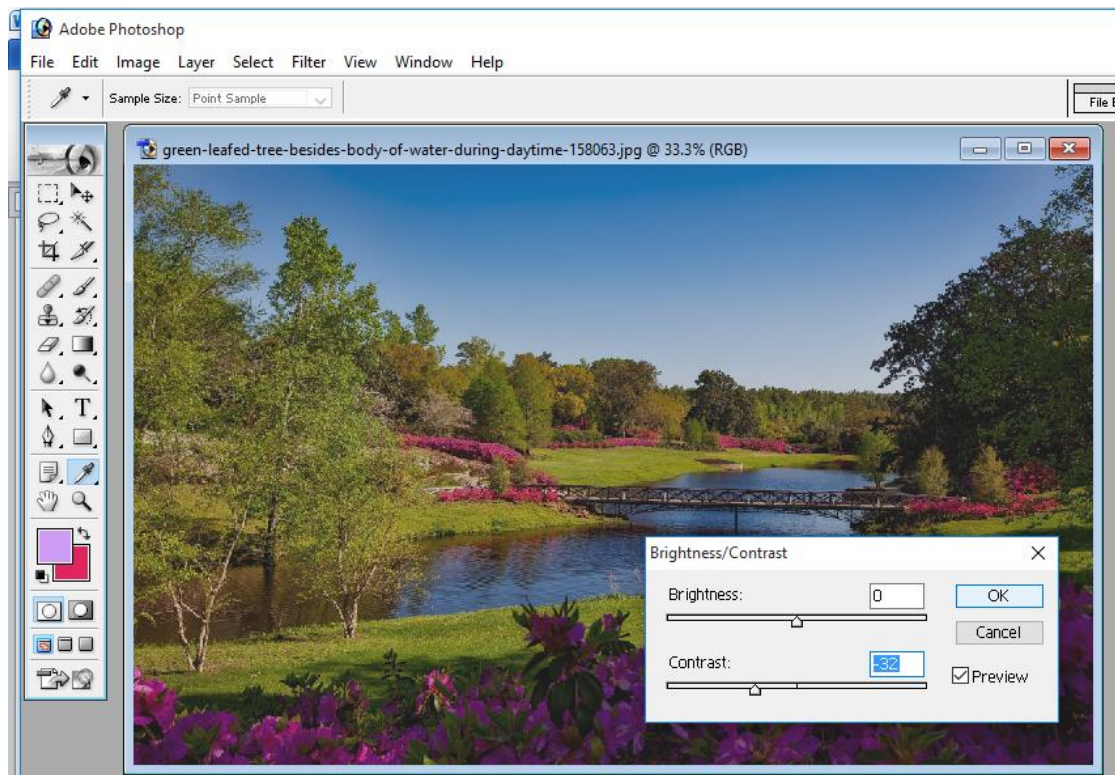 Adobe Photoshop
File Edit Image Layer Select Filter View Window Help
Sample Size: Point Sample
File
green-leafed-tree-besides-body-of-water-during-daytime-158063.jpg @ 33.3% (RGB)
T
Brightness/Contrast
Brightness: 0
OK
Cancel
Contrast: -32
Preview